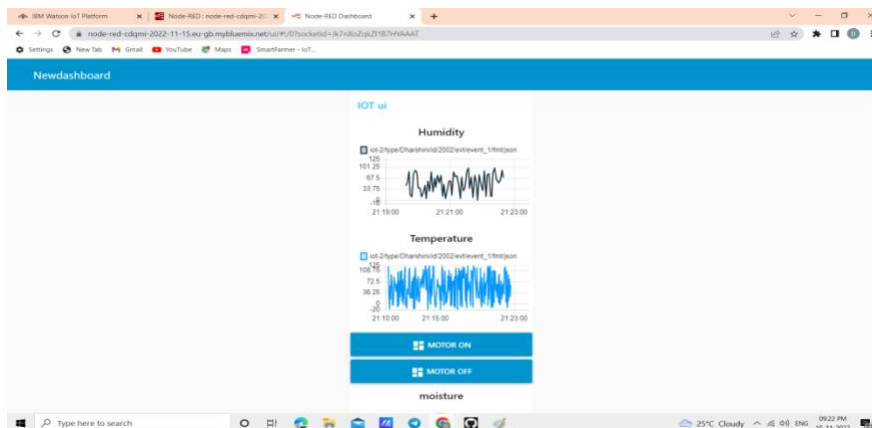 IBM Watson IoT Platform
Node-RED : node-red-cdqmi-20
Node-RED Dashboard
node-red-cdqmi-2022-11-15.eu-gb.mybluemix.net/ui/#!/0?socketid=
Settings
New Tab
Gmail
YouTube
Maps
SmartFarmer - IoT...
Newdashboard
IOT ui
Humidity
iot-2/type/Dharshini/id/2002/evt/event_1/fmt/json
125
101.25
67.5
33.75
0
21:19:00 21:21:00 21:23:00
Temperature
iot-2/type/Dharshini/id/2002/evt/event_1/fmt/json
125
72.5
36.25
0
-20
21:10:00 21:15:00 21:23:00
MOTOR ON
MOTOR OFF
moisture
Type here to search
25°C Cloudy
ENG
09:22 PM
15-11-2022